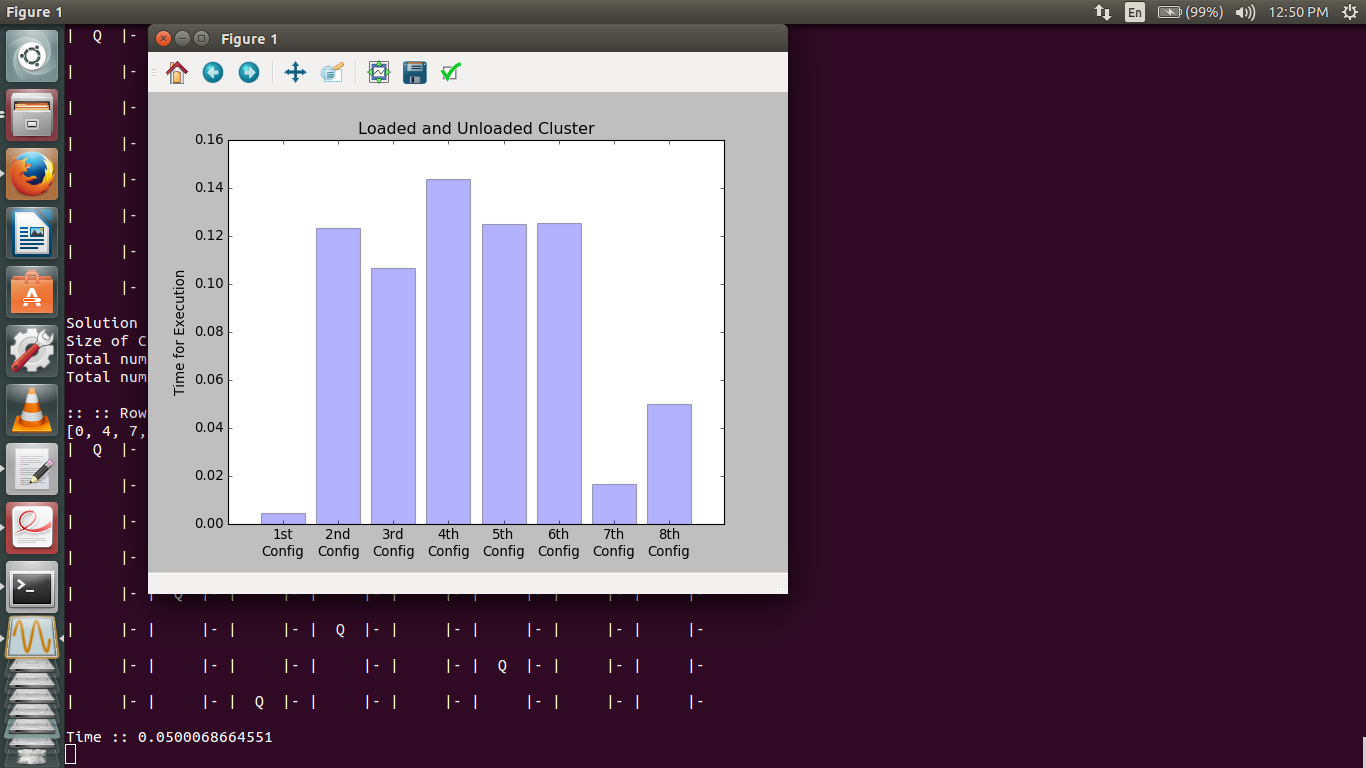 Figure 1
En
(99%)
12:50 PM
| Q |-
| |-
| |-
| |-
| |-
| |-
| |-
| |-
Solution
Size of C
Total num
Total num
:: :: Row
[0, 4, 7,
| Q |-
| |-
| |-
| |-
Figure 1
Loaded and Unloaded Cluster
Time for Execution
0.16
0.14
0.12
0.10
0.08
0.06
0.04
0.02
0.00
1st
Config
2nd
Config
3rd
Config
4th
Config
5th
Config
6th
Config
7th
Config
8th
Config
| |- | Q |- | |- | |- | |- | |- | |- | |-
| |- | |- | |- | Q |- | |- | |- | |- | |-
| |- | |- | |- | |- | |- | Q |- | |- | |-
| |- | |- | Q |- | |- | |- | |- | |- | |-
Time :: 0.0500068664551